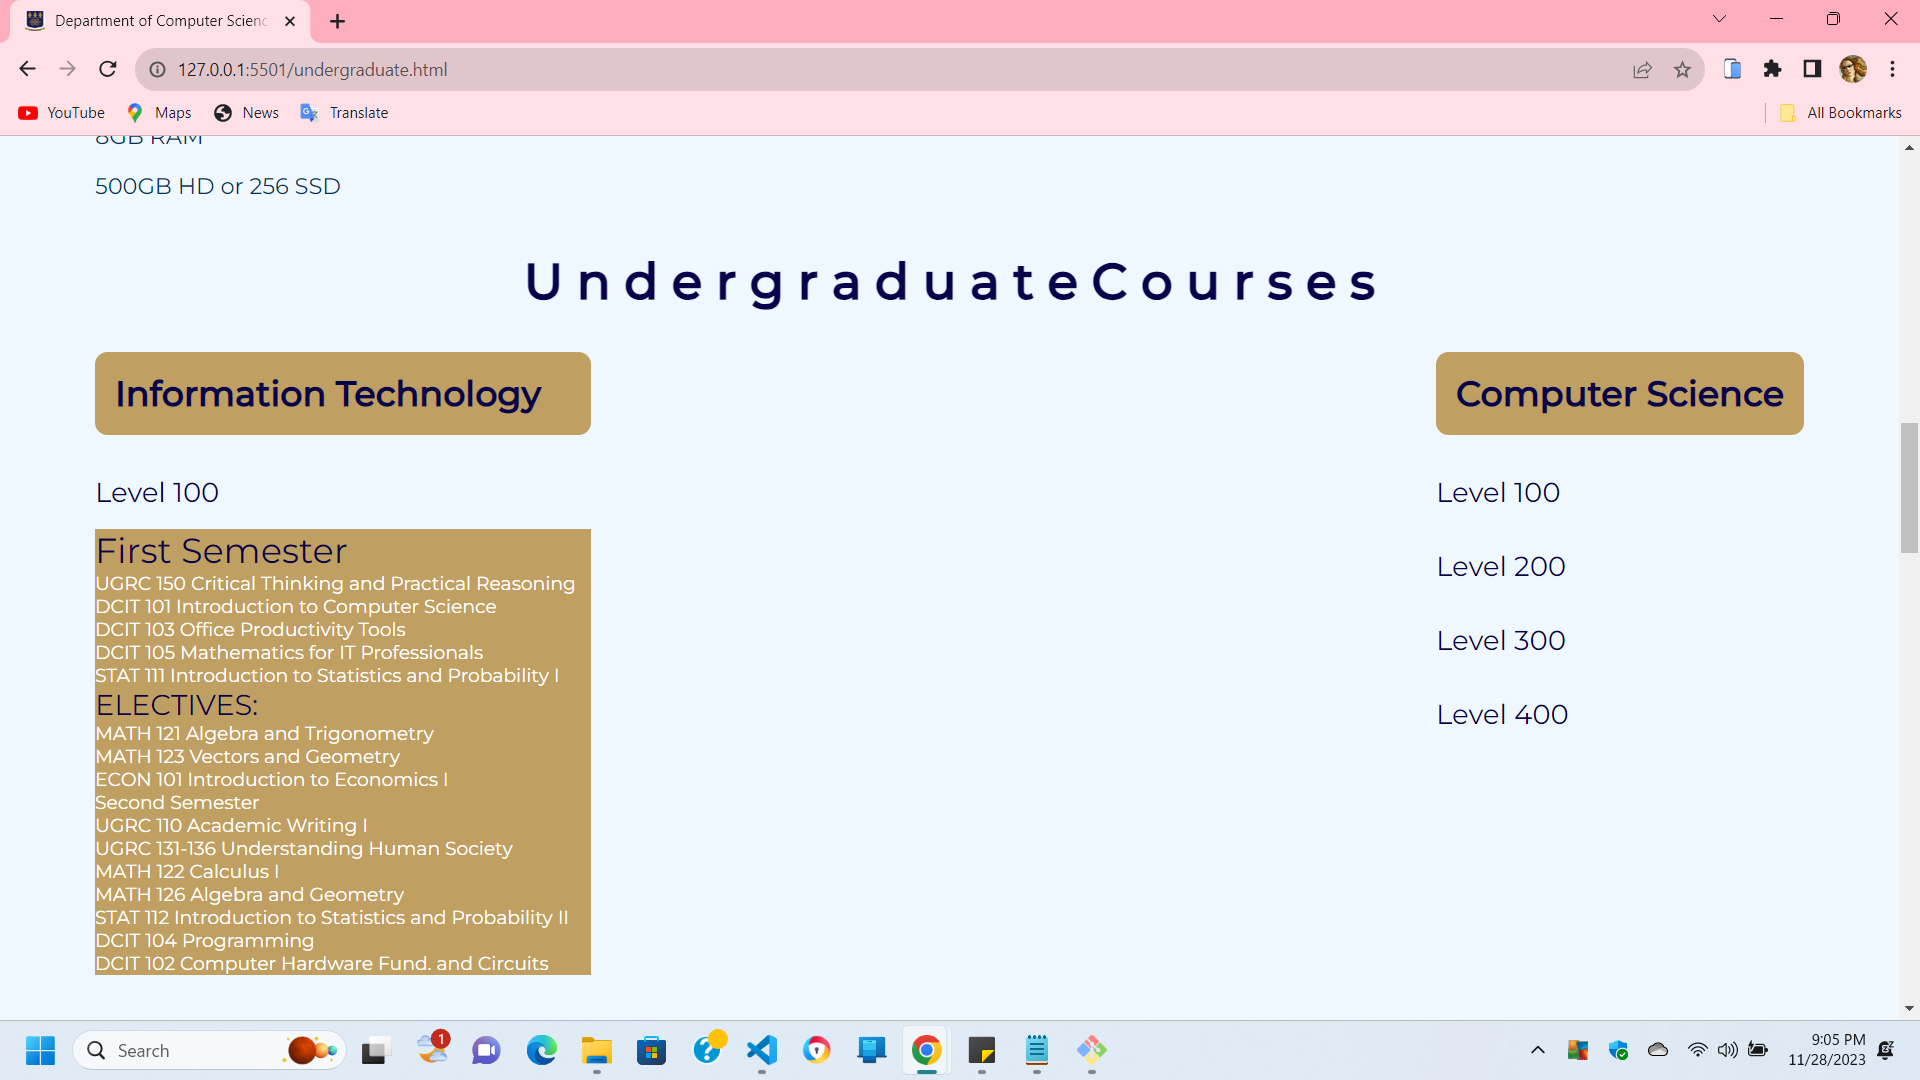 Department of Computer Scienc
127.0.0.1:5501/undergraduate.html
YouTube
Maps
News
Translate
All Bookmarks
8GB RAM
500GB HD or 256 SSD
U n d e r g r a d u a t e C o u r s e s
Information Technology
Level 100
First Semester
UGRC 150 Critical Thinking and Practical Reasoning
DCIT 101 Introduction to Computer Science
DCIT 103 Office Productivity Tools
DCIT 105 Mathematics for IT Professionals
STAT 111 Introduction to Statistics and Probability I
ELECTIVES:
MATH 121 Algebra and Trigonometry
MATH 123 Vectors and Geometry
ECON 101 Introduction to Economics I
Second Semester
UGRC 110 Academic Writing I
UGRC 131-136 Understanding Human Society
MATH 122 Calculus I
MATH 126 Algebra and Geometry
STAT 112 Introduction to Statistics and Probability II
DCIT 104 Programming
DCIT 102 Computer Hardware Fund. and Circuits
Computer Science
Level 100
Level 200
Level 300
Level 400
Search
1
9:05 PM
11/28/2023